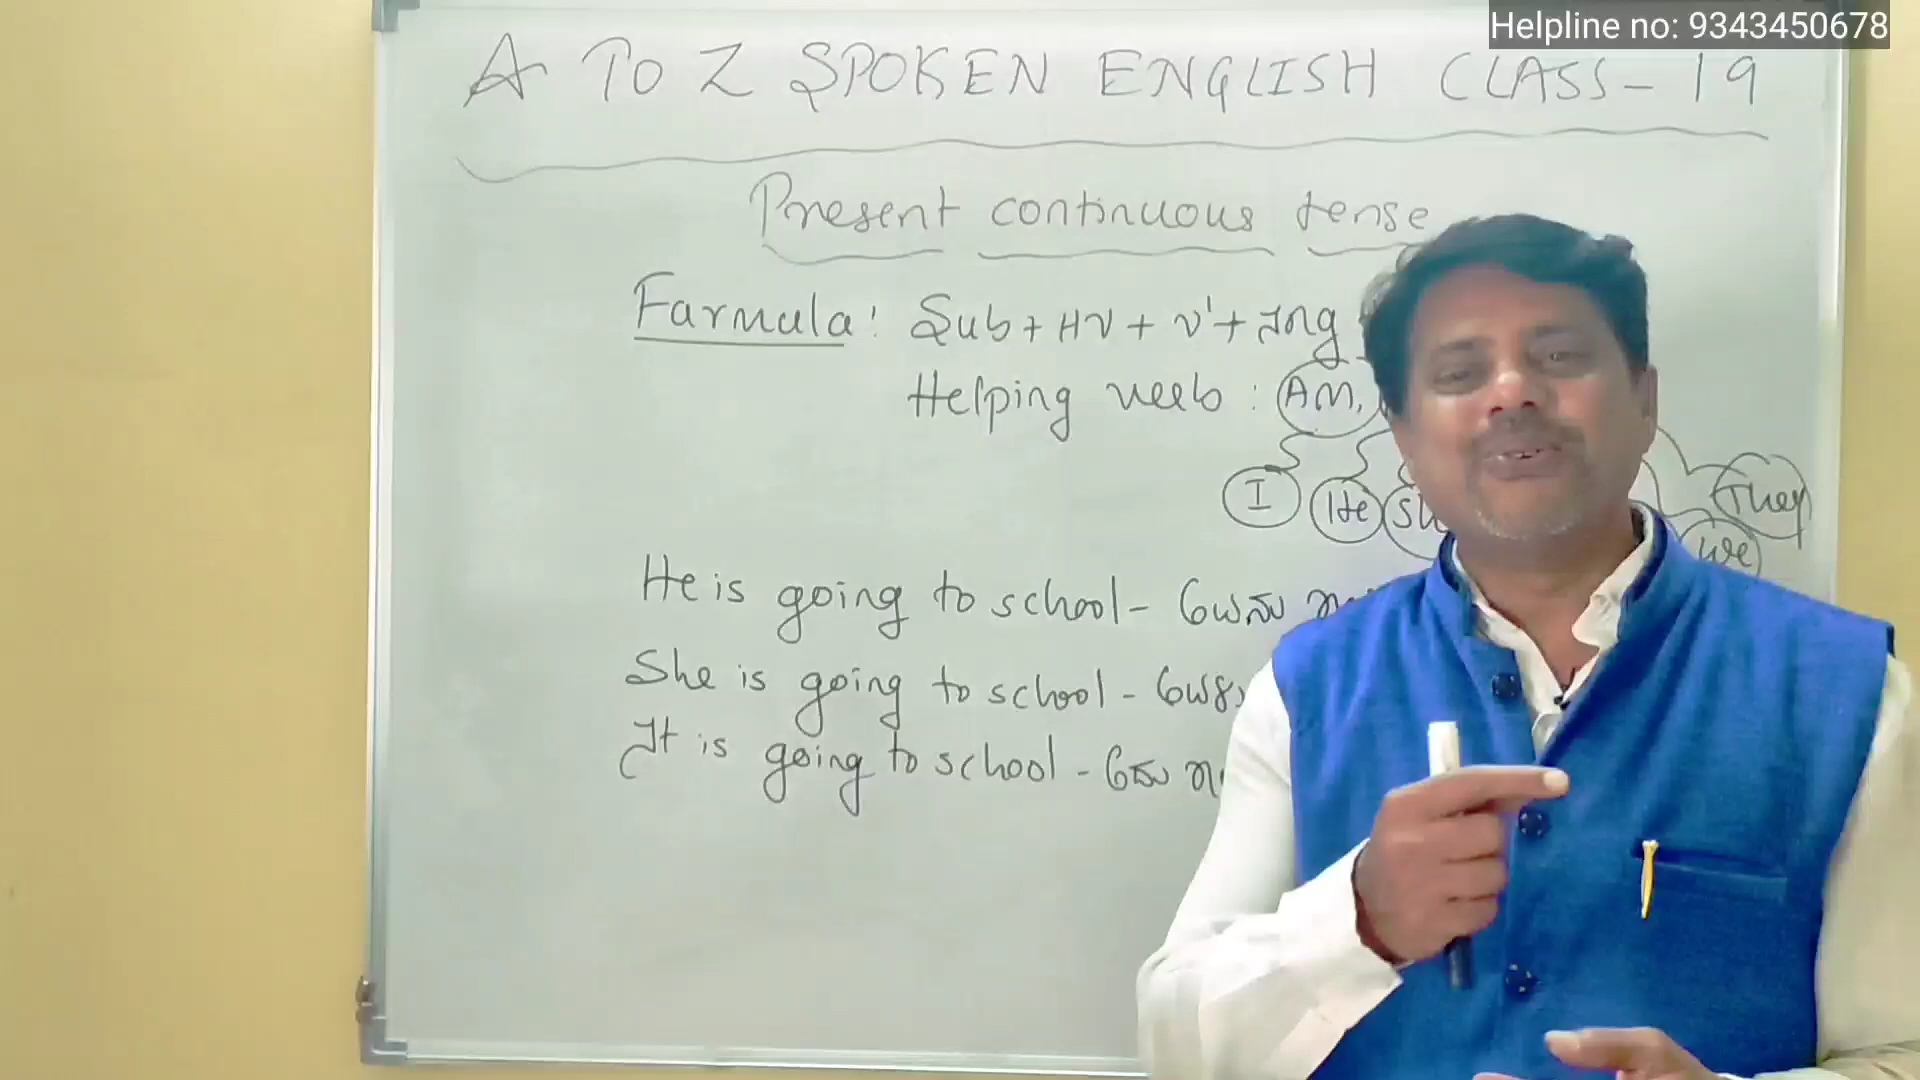 Helpline no: 9343450678
A TO Z SPOKEN ENGLISH CLASS - 19
Present continuous tense
Farmula: Sub + HV + V¹ + Ing
Helping verb : AM,
I He They
We
He is going to school -
She is going to school -
It is going to school -